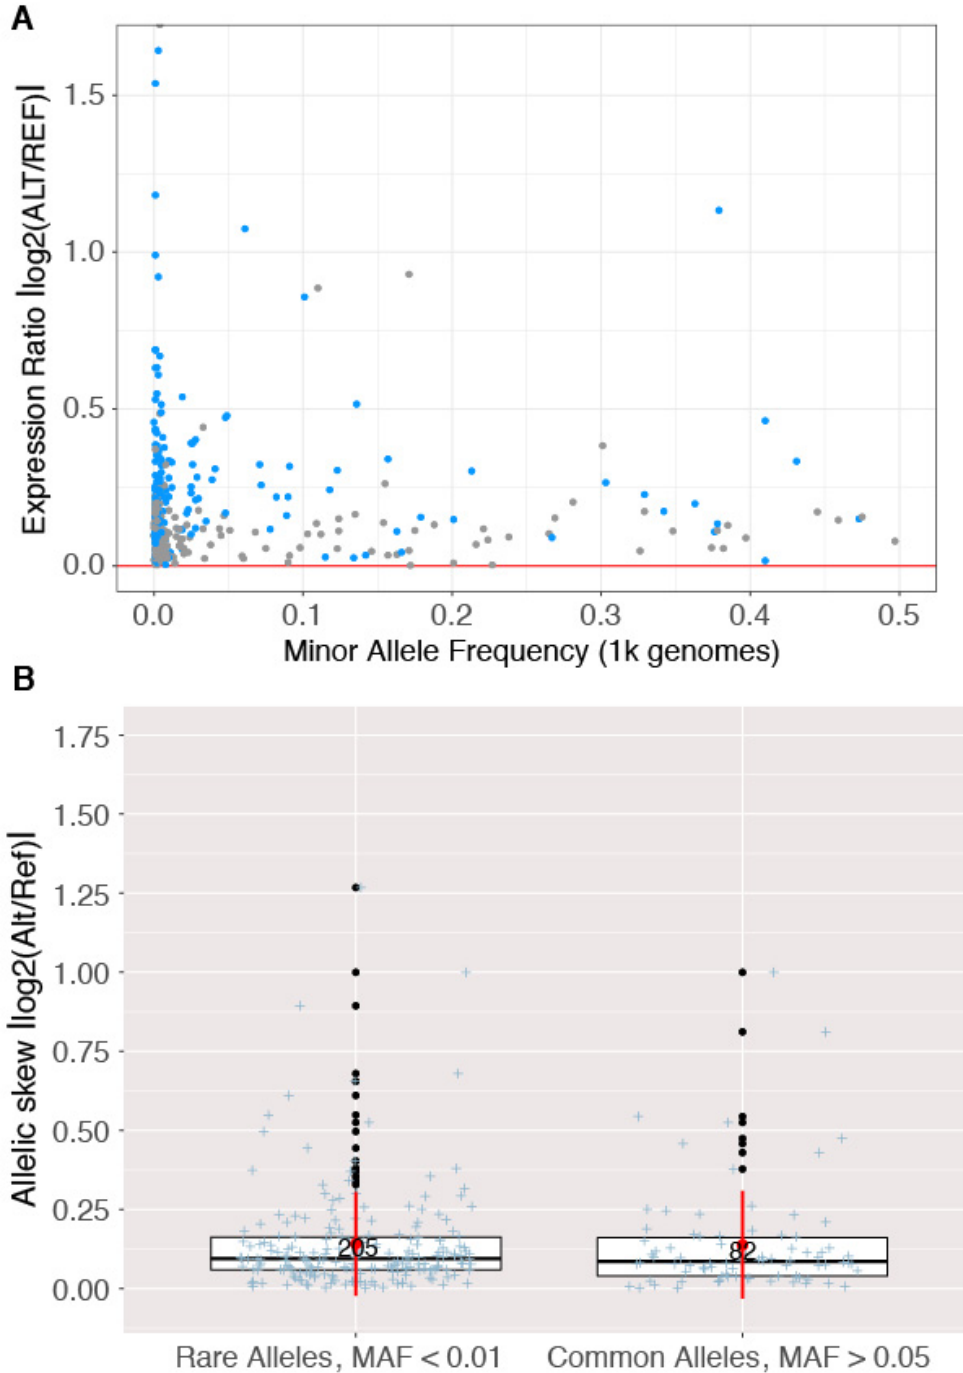 A
Expression Ratio |log2(ALT/REF)|
1.5
1.0
0.5
0.0
0.0 0.1 0.2 0.3 0.4 0.5
Minor Allele Frequency (1k genomes)
B
Allelic skew |log2(Alt/Ref)|
1.75
1.50
1.25
1.00
0.75
0.50
0.25
0.00
205 82
Rare Alleles, MAF < 0.01 Common Alleles, MAF > 0.05